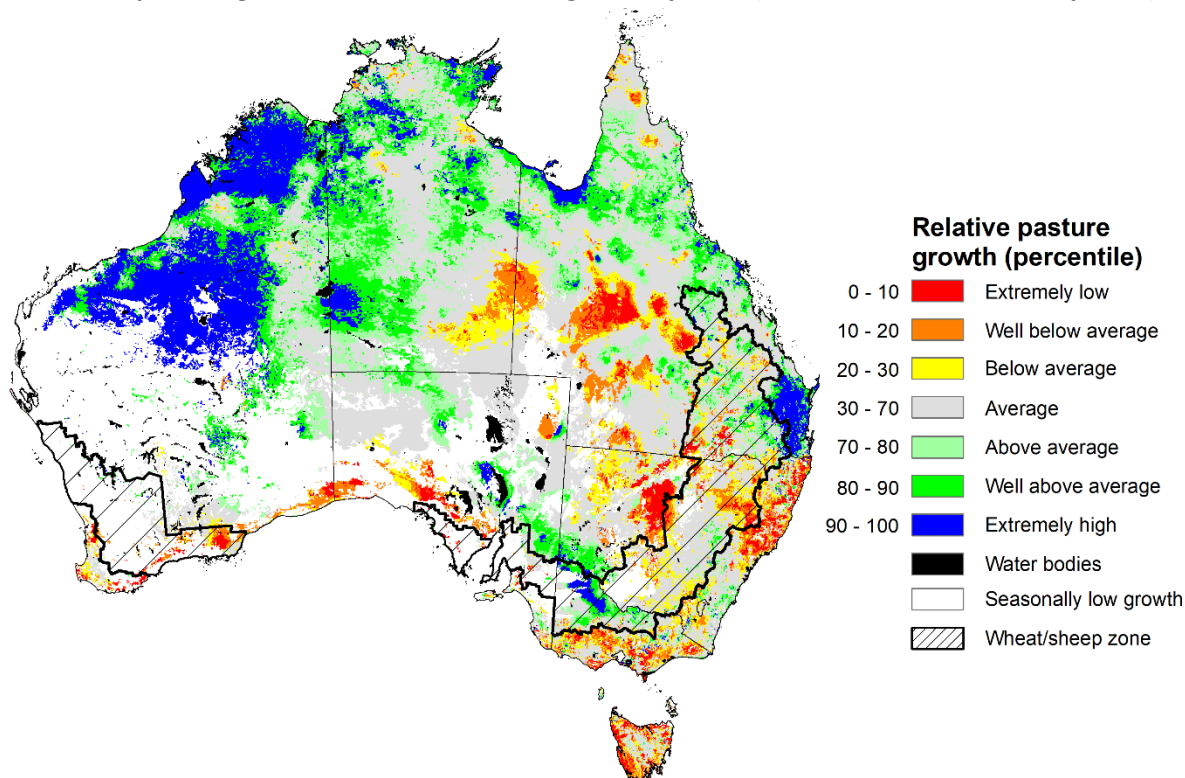 Relative pasture
growth (percentile)
0 - 10 Extremely low
10 - 20 Well below average
20 - 30 Below average
30 - 70 Average
70 - 80 Above average
80 - 90 Well above average
90 - 100 Extremely high
Water bodies
Seasonally low growth
Wheat/sheep zone